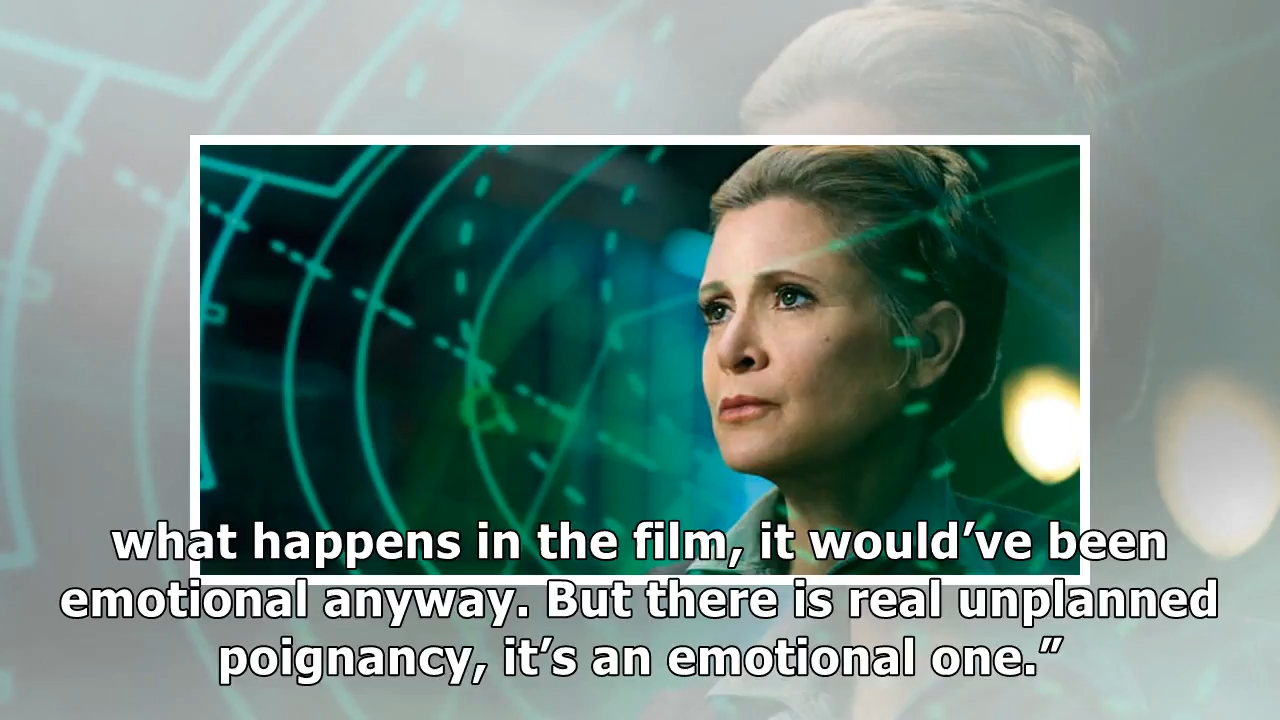 what happens in the film, it would’ve been
emotional anyway. But there is real unplanned
poignancy, it’s an emotional one.”